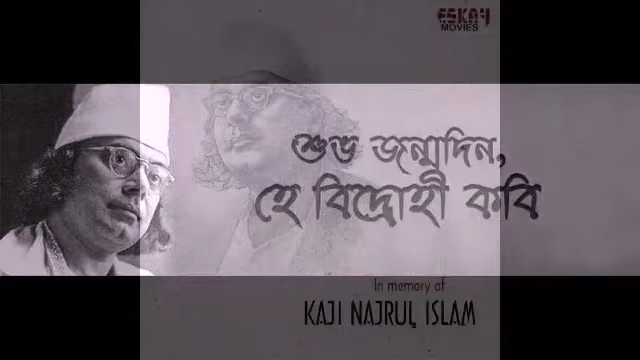 ESKAY
MOVIES
শুভ জন্মদিন,
হে বিদ্রোহী কবি
In memory of
KAJI NAJRUL ISLAM